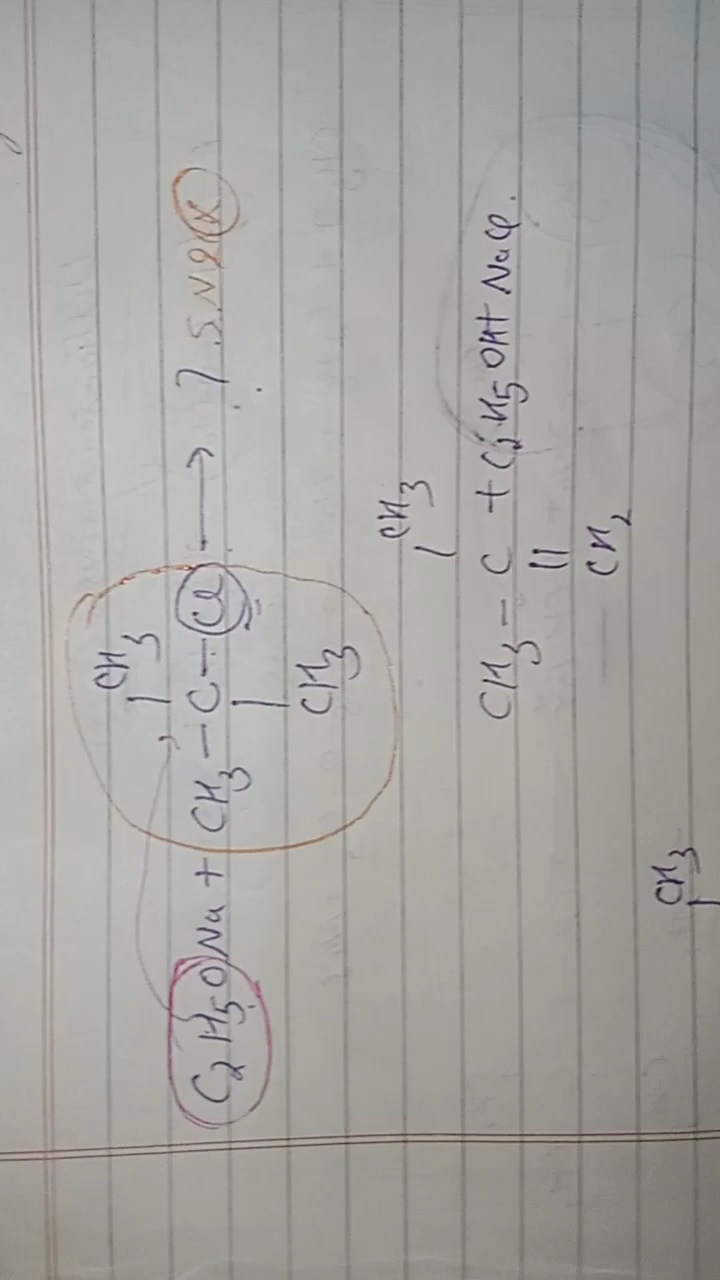 CH3
C2H5ONa + CH3 - C - Cl ⟶ ? SN2 X
CH3
CH3
CH3 - C + C2H5OH + NaCl.
||
CH2
CH3